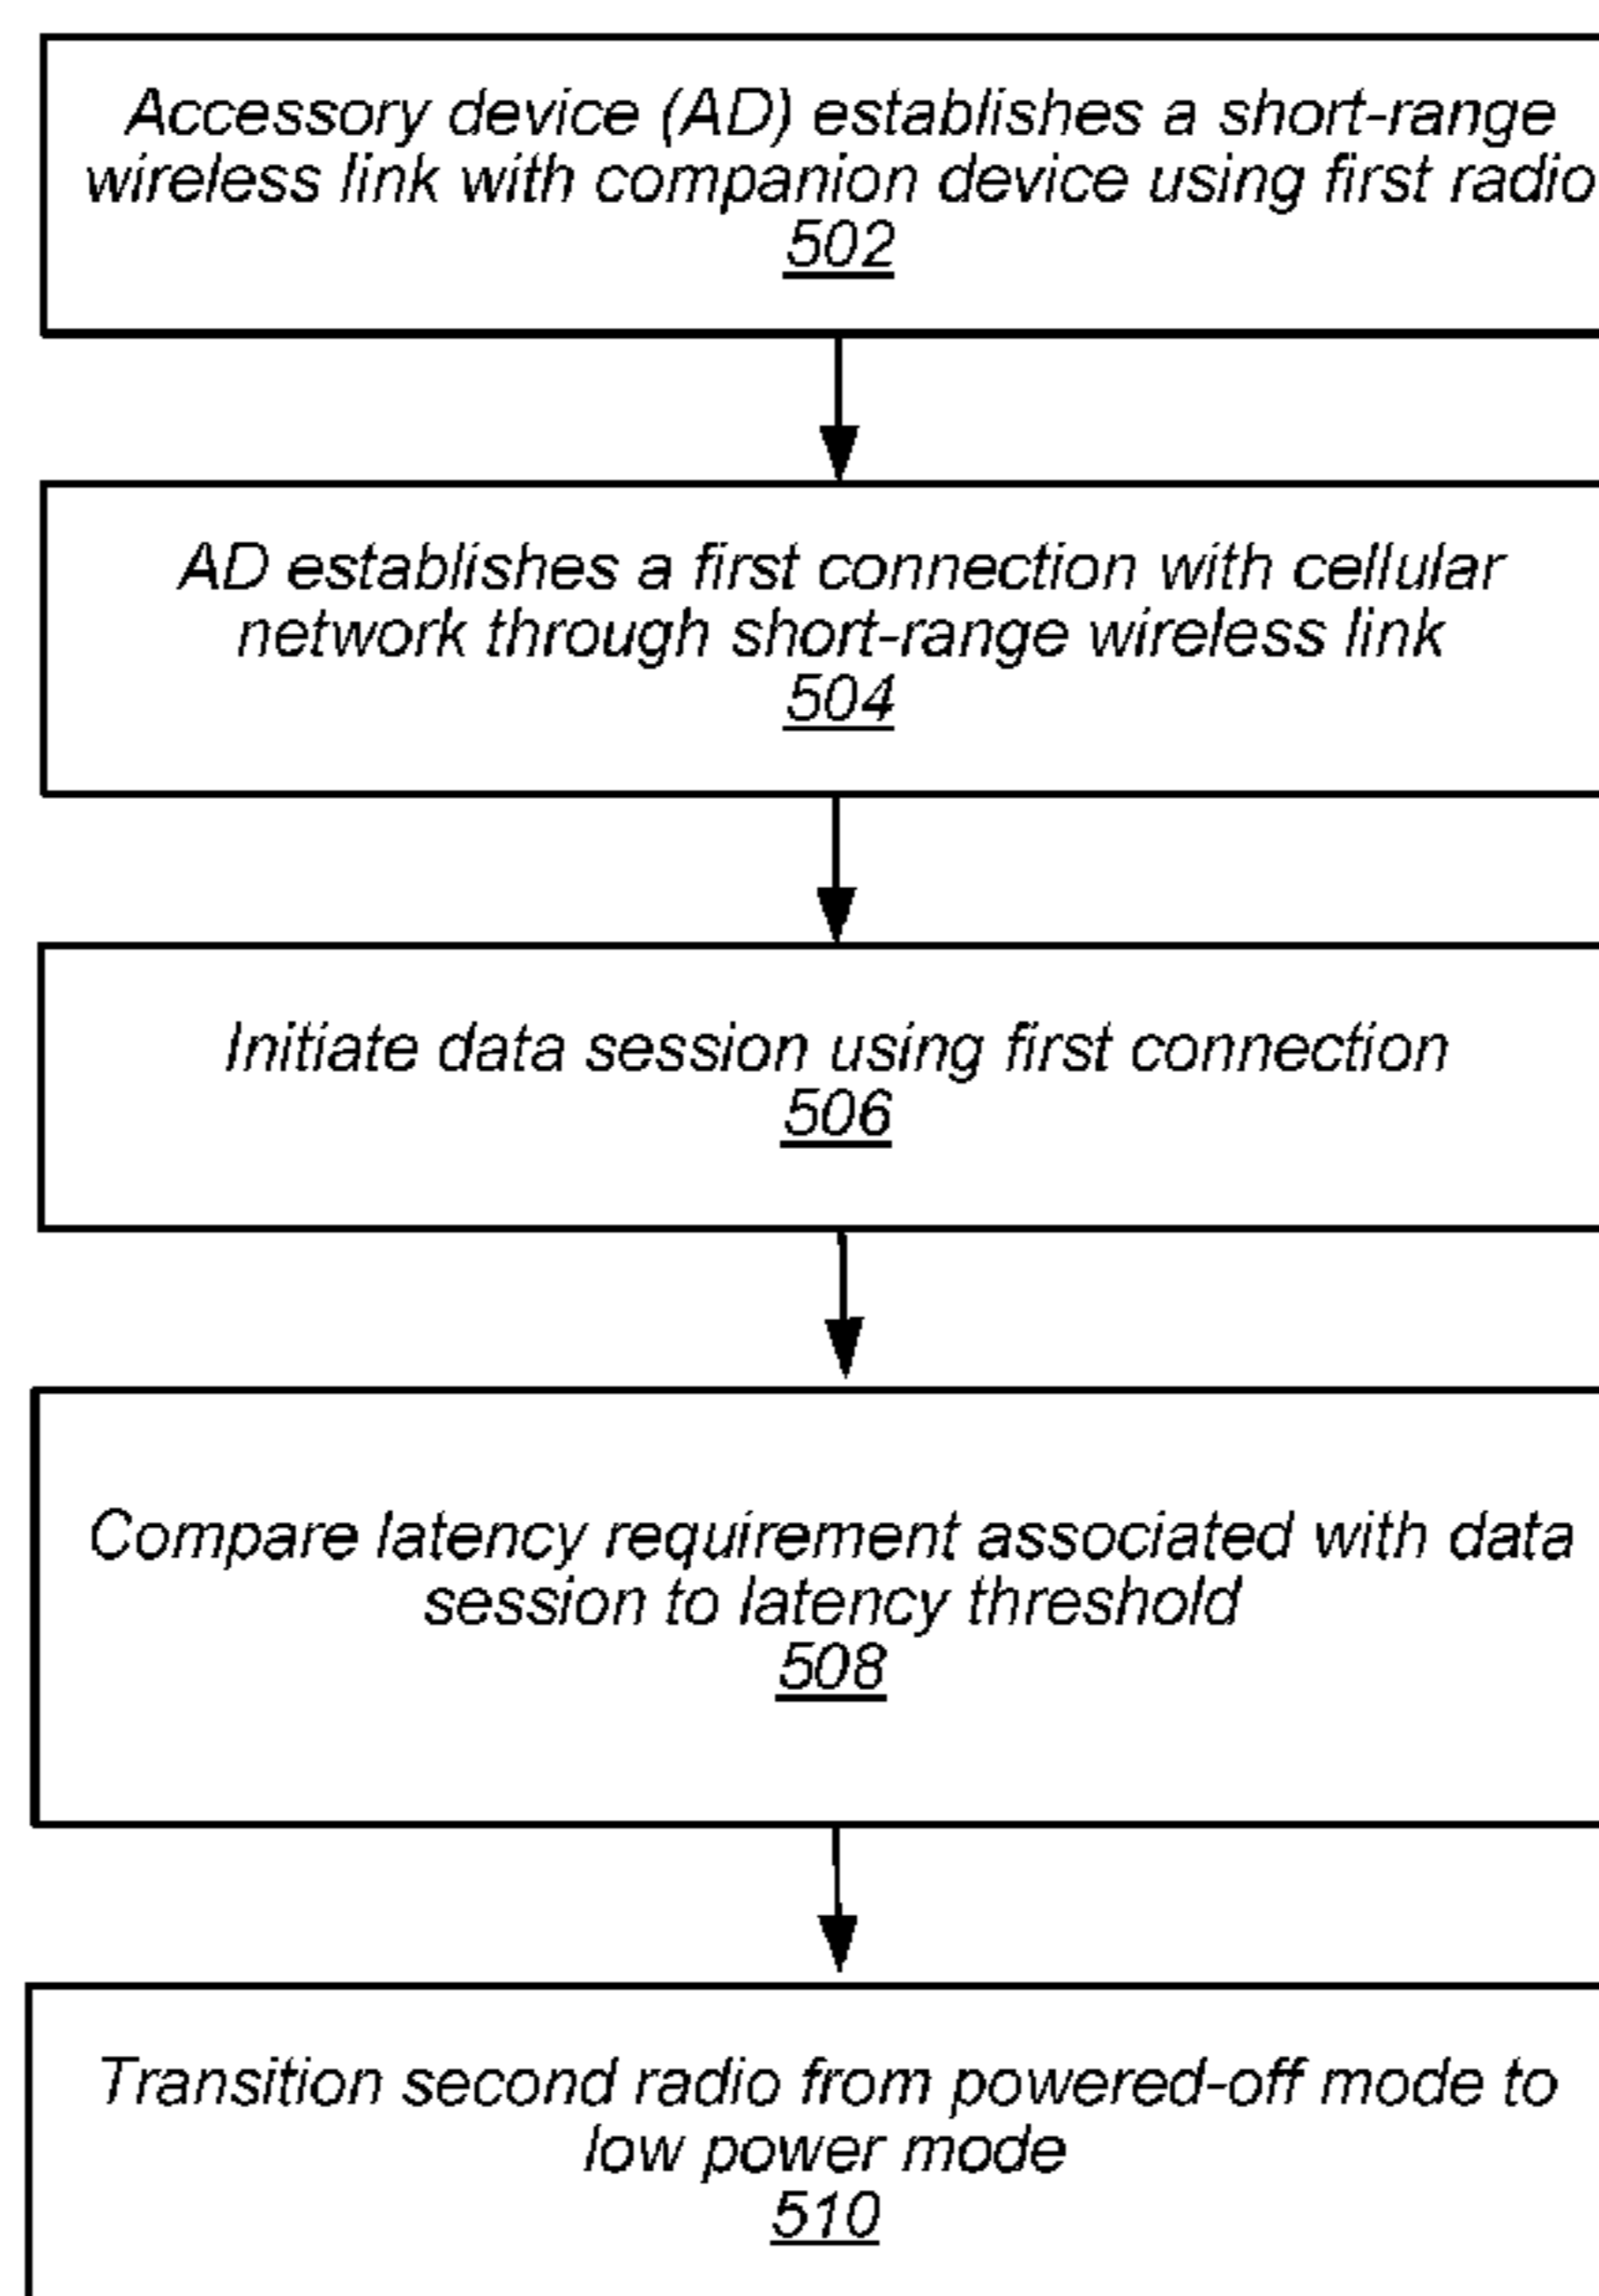 Accessory device (AD) establishes a short-range
wireless link with companion device using first radio
502
AD establishes a first connection with cellular
network through short-range wireless link
504
Initiate data session using first connection
506
Compare latency requirement associated with data
session to latency threshold
508
Transition second radio from powered-off mode to
low power mode
510